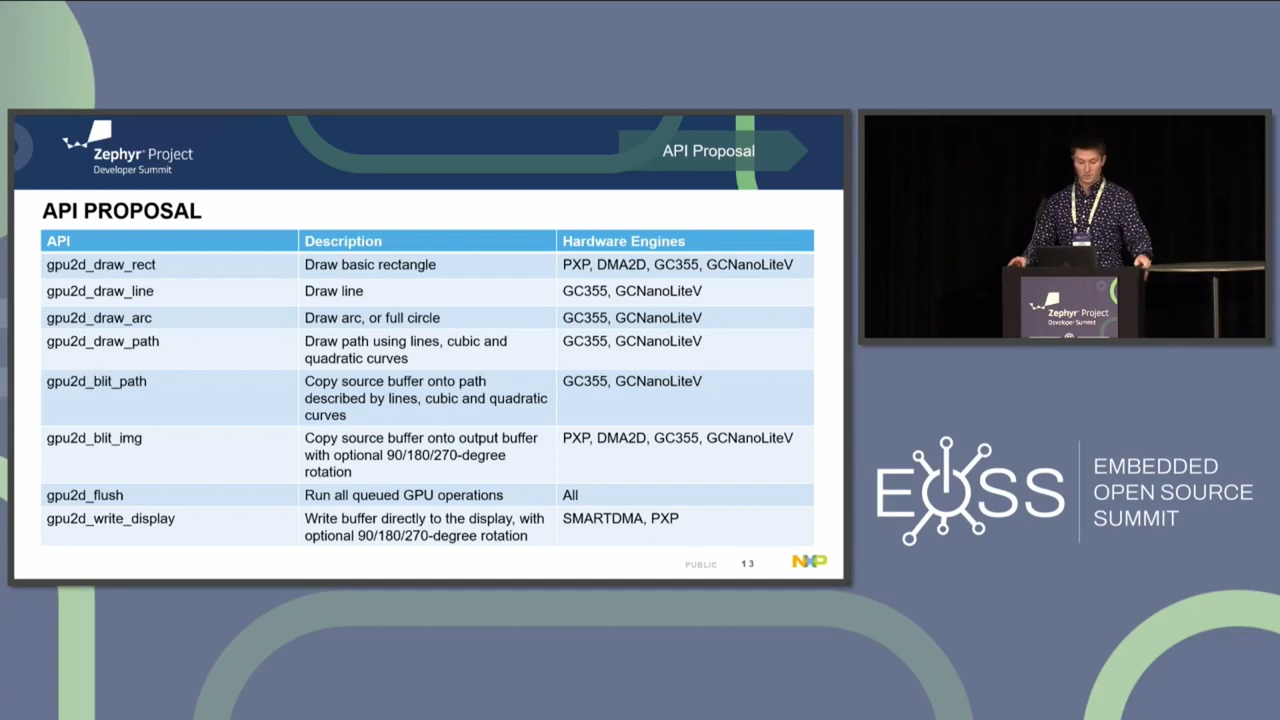 Zephyr® Project
Developer Summit
API Proposal
API PROPOSAL
API Description Hardware Engines
gpu2d_draw_rect Draw basic rectangle PXP, DMA2D, GC355, GCNanoLiteV
gpu2d_draw_line Draw line GC355, GCNanoLiteV
gpu2d_draw_arc Draw arc, or full circle GC355, GCNanoLiteV
gpu2d_draw_path Draw path using lines, cubic and GC355, GCNanoLiteV
quadratic curves
gpu2d_blit_path Copy source buffer onto path GC355, GCNanoLiteV
described by lines, cubic and quadratic
curves
gpu2d_blit_img Copy source buffer onto output buffer PXP, DMA2D, GC355, GCNanoLiteV
with optional 90/180/270-degree
rotation
gpu2d_flush Run all queued GPU operations All
gpu2d_write_display Write buffer directly to the display, with SMARTDMA, PXP
optional 90/180/270-degree rotation
PUBLIC 13 NXP
Zephyr® Project
Developer Summit
EOSS
EMBEDDED
OPEN SOURCE
SUMMIT